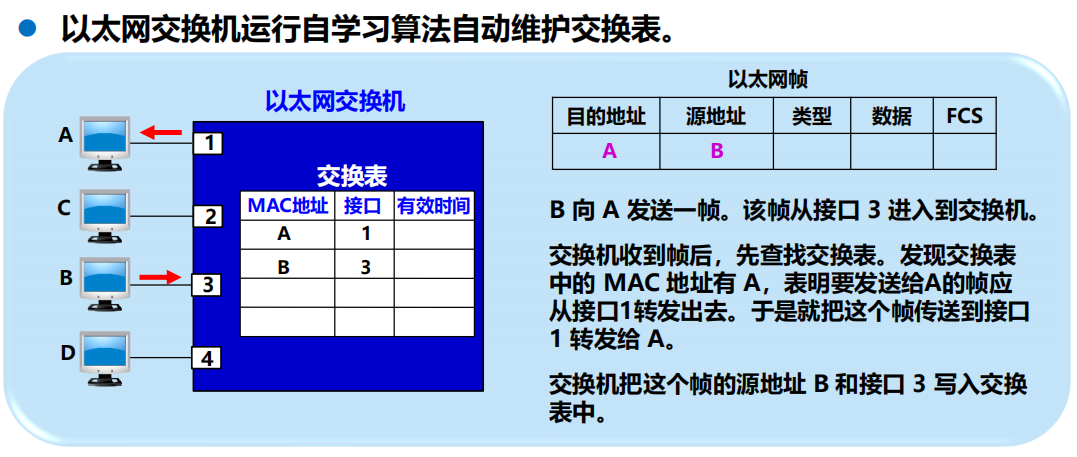 以太网交换机运行自学习算法自动维护交换表。
以太网交换机
以太网帧
目的地址 源地址 类型 数据 FCS
A B
A
C
B
D
1
2
3
4
交换表
MAC地址 接口 有效时间
A 1
B 3
B 向 A 发送一帧。该帧从接口 3 进入到交换机。
交换机收到帧后，先查找交换表。发现交换表
中的 MAC 地址有 A，表明要发送给A的帧应
从接口1转发出去。于是就把这个帧传送到接口
1 转发给 A。
交换机把这个帧的源地址 B 和接口 3 写入交换
表中。